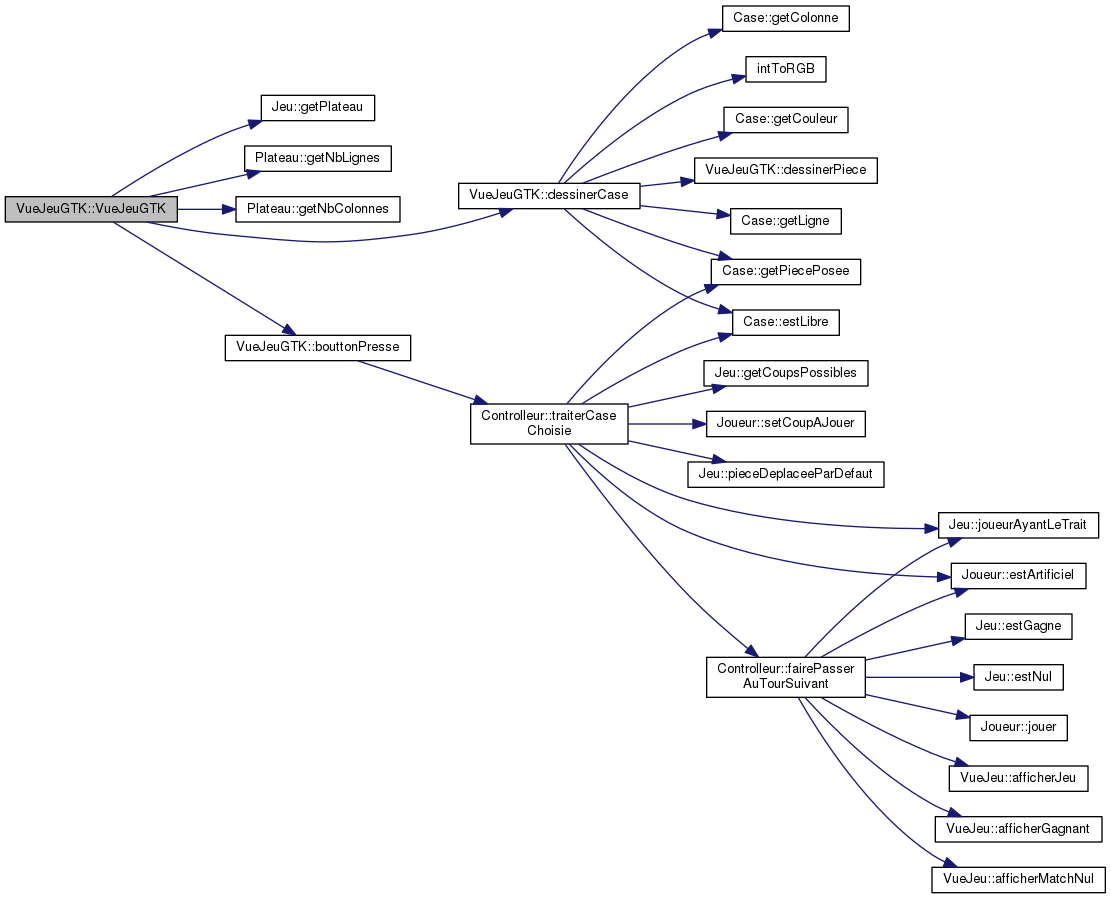 Case::getColonne
intToRGB
Jeu::getPlateau
Case::getCouleur
Plateau::getNbLignes
VueJeuGTK::dessinerPiece
VueJeuGTK::VueJeuGTK
Plateau::getNbColonnes
VueJeuGTK::dessinerCase
Case::getLigne
Case::getPiecePosee
Case::estLibre
VueJeuGTK::bouttonPresse
Jeu::getCoupsPossibles
Controlleur::traiterCase
Choisie
Joueur::setCoupAJouer
Jeu::pieceDeplaceeParDefaut
Jeu::joueurAyantLeTrait
Joueur::estArtificiel
Jeu::estGagne
Controlleur::fairePasser
AuTourSuivant
Jeu::estNul
Joueur::jouer
VueJeu::afficherJeu
VueJeu::afficherGagnant
VueJeu::afficherMatchNul